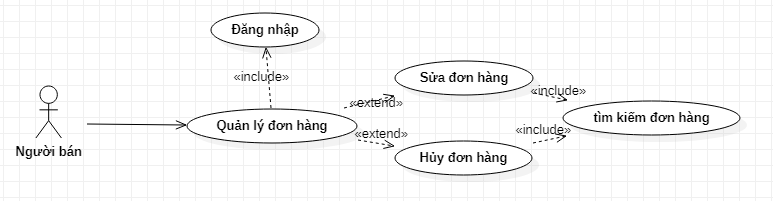 Đăng nhập
«include»
Sửa đơn hàng
«extend»
«include»
Quản lý đơn hàng
tìm kiếm đơn hàng
«extend»
«include»
Người bán
Hủy đơn hàng